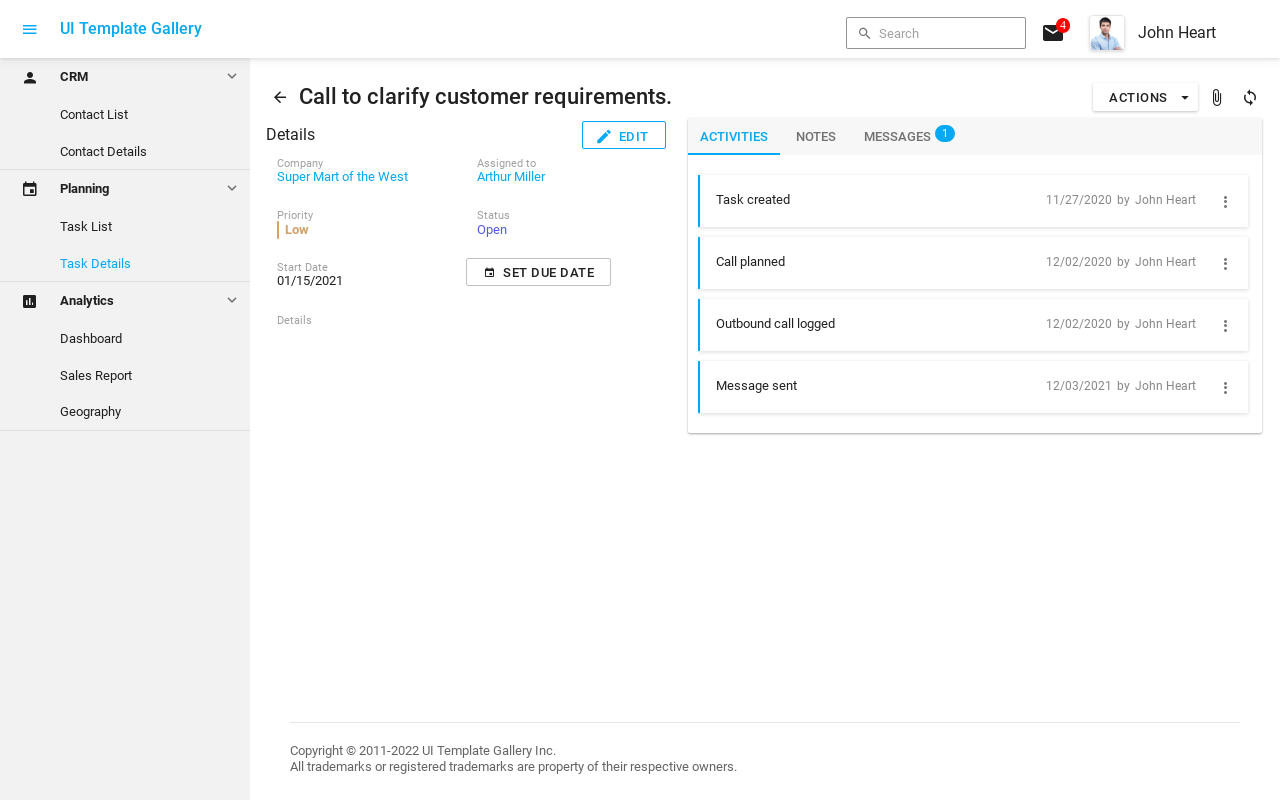 UI Template Gallery
Search
4
John Heart
CRM
Contact List
Contact Details
Planning
Task List
Task Details
Analytics
Dashboard
Sales Report
Geography
Call to clarify customer requirements.
ACTIONS
Details
EDIT
Company
Super Mart of the West
Assigned to
Arthur Miller
Priority
Low
Status
Open
Start Date
01/15/2021
SET DUE DATE
Details
ACTIVITIES
NOTES
MESSAGES 1
Task created 11/27/2020 by John Heart
Call planned 12/02/2020 by John Heart
Outbound call logged 12/02/2020 by John Heart
Message sent 12/03/2021 by John Heart
Copyright © 2011-2022 UI Template Gallery Inc.
All trademarks or registered trademarks are property of their respective owners.